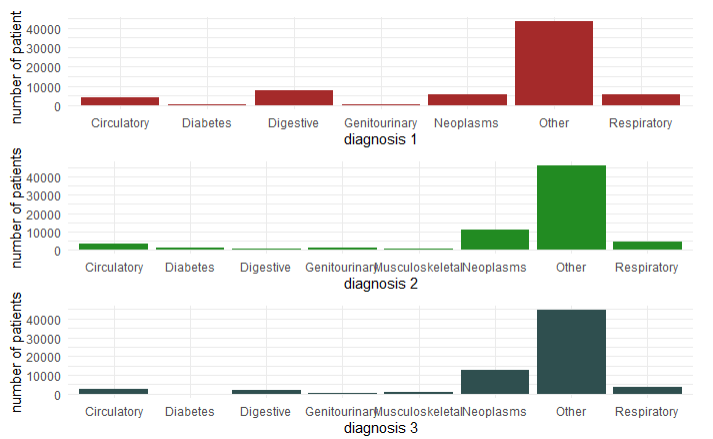 number of patient
40000
30000
20000
10000
0
Circulatory Diabetes Digestive Genitourinary Neoplasms Other Respiratory
diagnosis 1
number of patients
40000
30000
20000
10000
0
Circulatory Diabetes Digestive Genitourinary Musculoskeletal Neoplasms Other Respiratory
diagnosis 2
number of patients
40000
30000
20000
10000
0
Circulatory Diabetes Digestive Genitourinary Musculoskeletal Neoplasms Other Respiratory
diagnosis 3